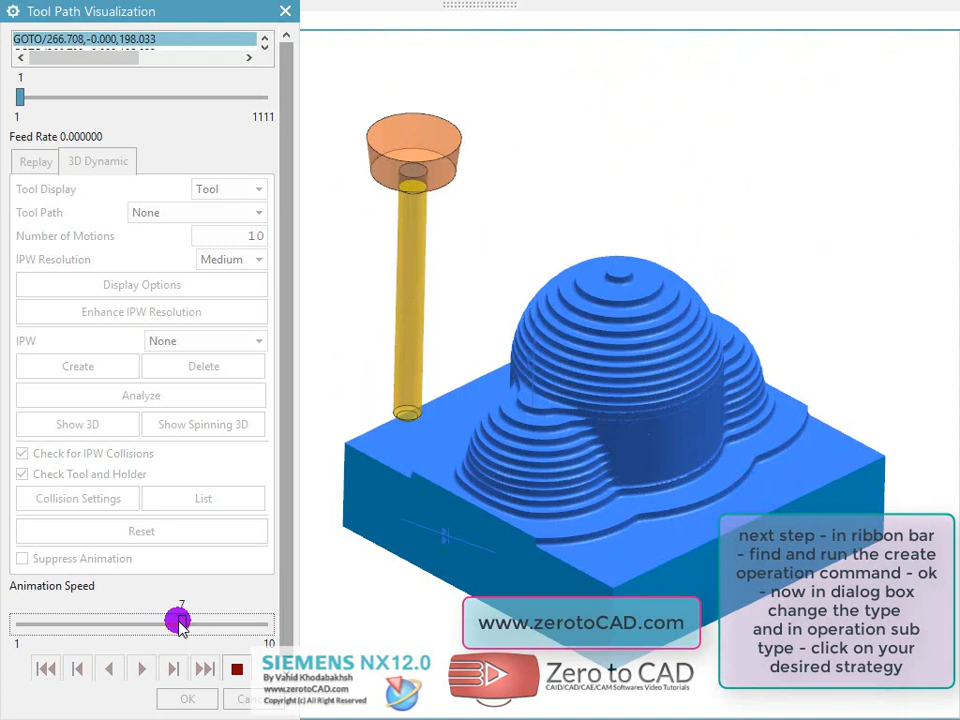 Tool Path Visualization
GOTO/266.708,-0.000,198.033
1
1 1111
Feed Rate 0.000000
Replay 3D Dynamic
Tool Display Tool
Tool Path None
Number of Motions 10
IPW Resolution Medium
Display Options
Enhance IPW Resolution
IPW None
Create Delete
Analyze
Show 3D Show Spinning 3D
Check for IPW Collisions
Check Tool and Holder
Collision Settings List
Reset
Suppress Animation
Animation Speed
7
1 10
OK
next step - in ribbon bar
- find and run the create
operation command - ok
- now in dialog box
change the type
and in operation sub
type - click on your
desired strategy
www.zerotoCAD.com
SIEMENS NX12.0
By Vahid Khodabakhsh
www.zerotoCAD.com
Copyright (c) All Right Reserved
Zero to CAD
CAID/CAD/CAE/CAM Softwares Video Tutorials